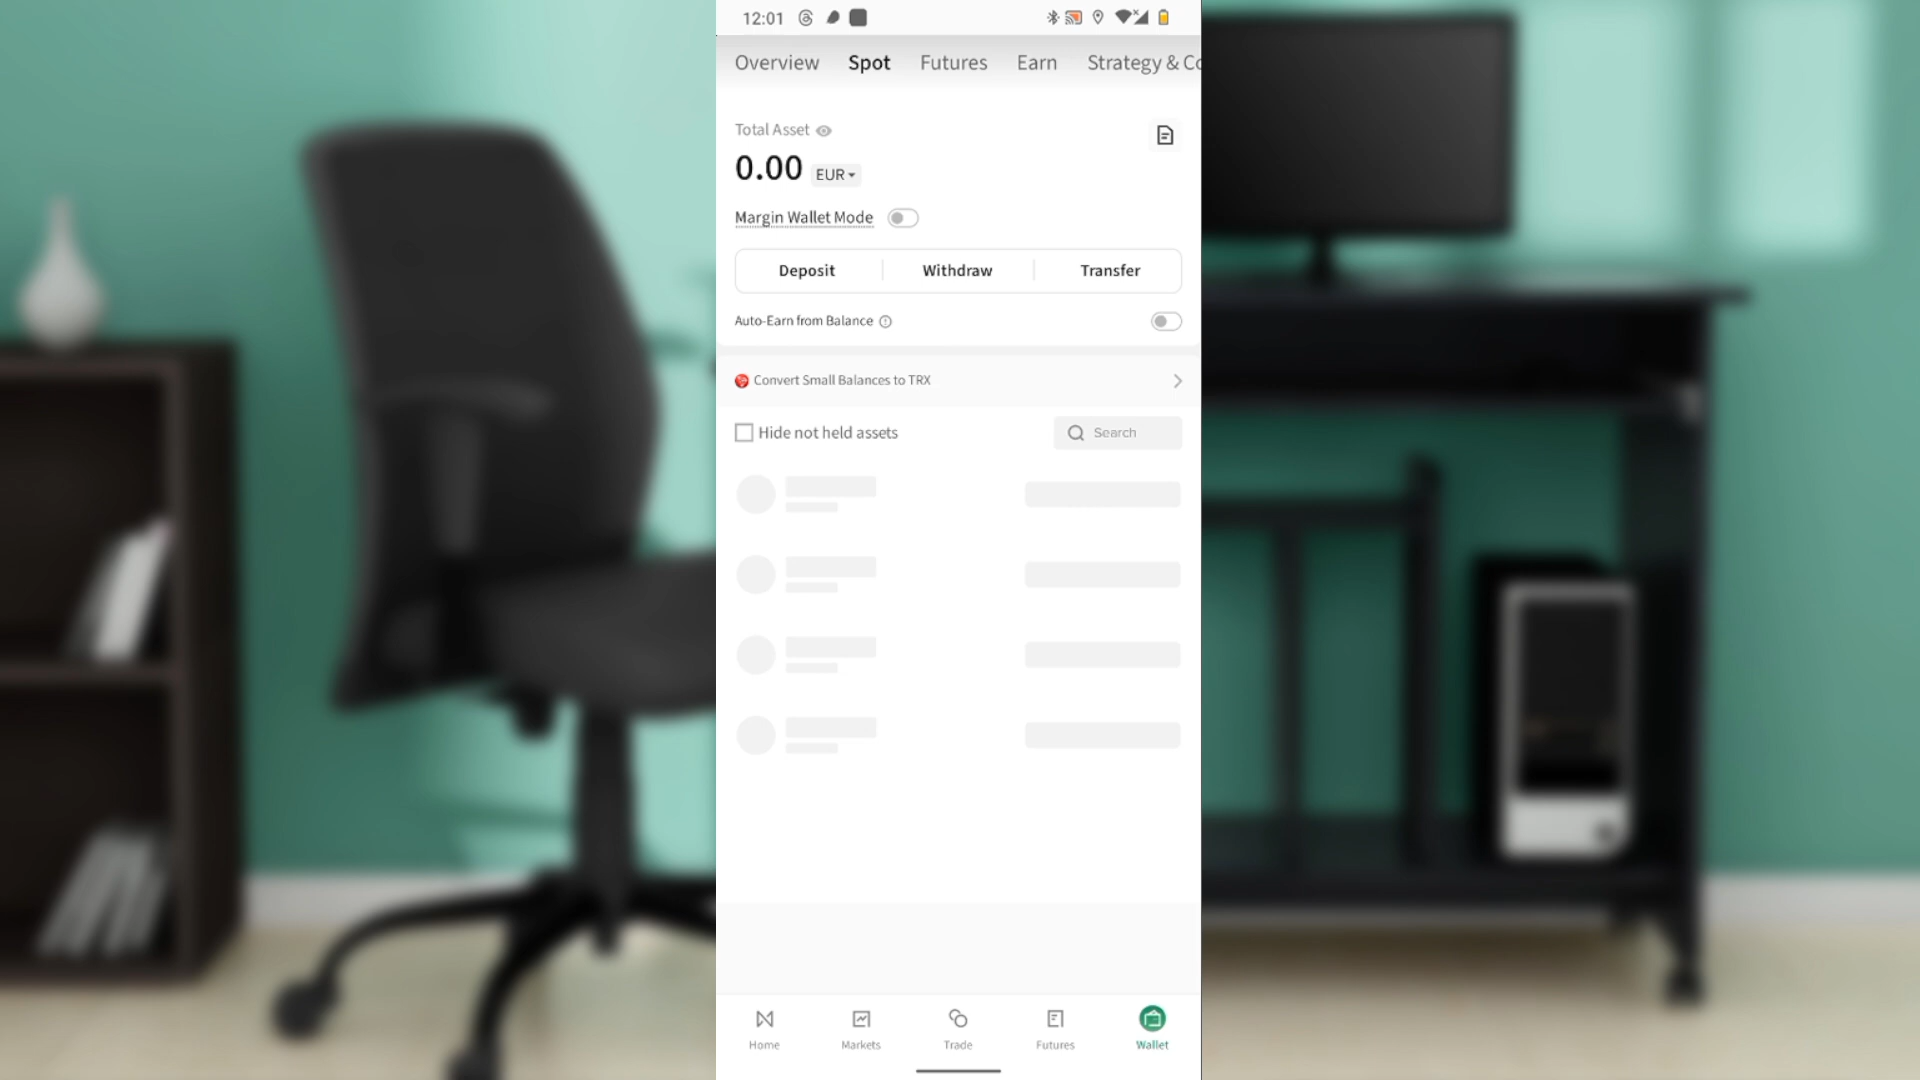 12:01
Overview Spot Futures Earn Strategy & Co
Total Asset
0.00 EUR
Margin Wallet Mode
Deposit Withdraw Transfer
Auto-Earn from Balance
Convert Small Balances to TRX
Hide not held assets Search
Home Markets Trade Futures Wallet